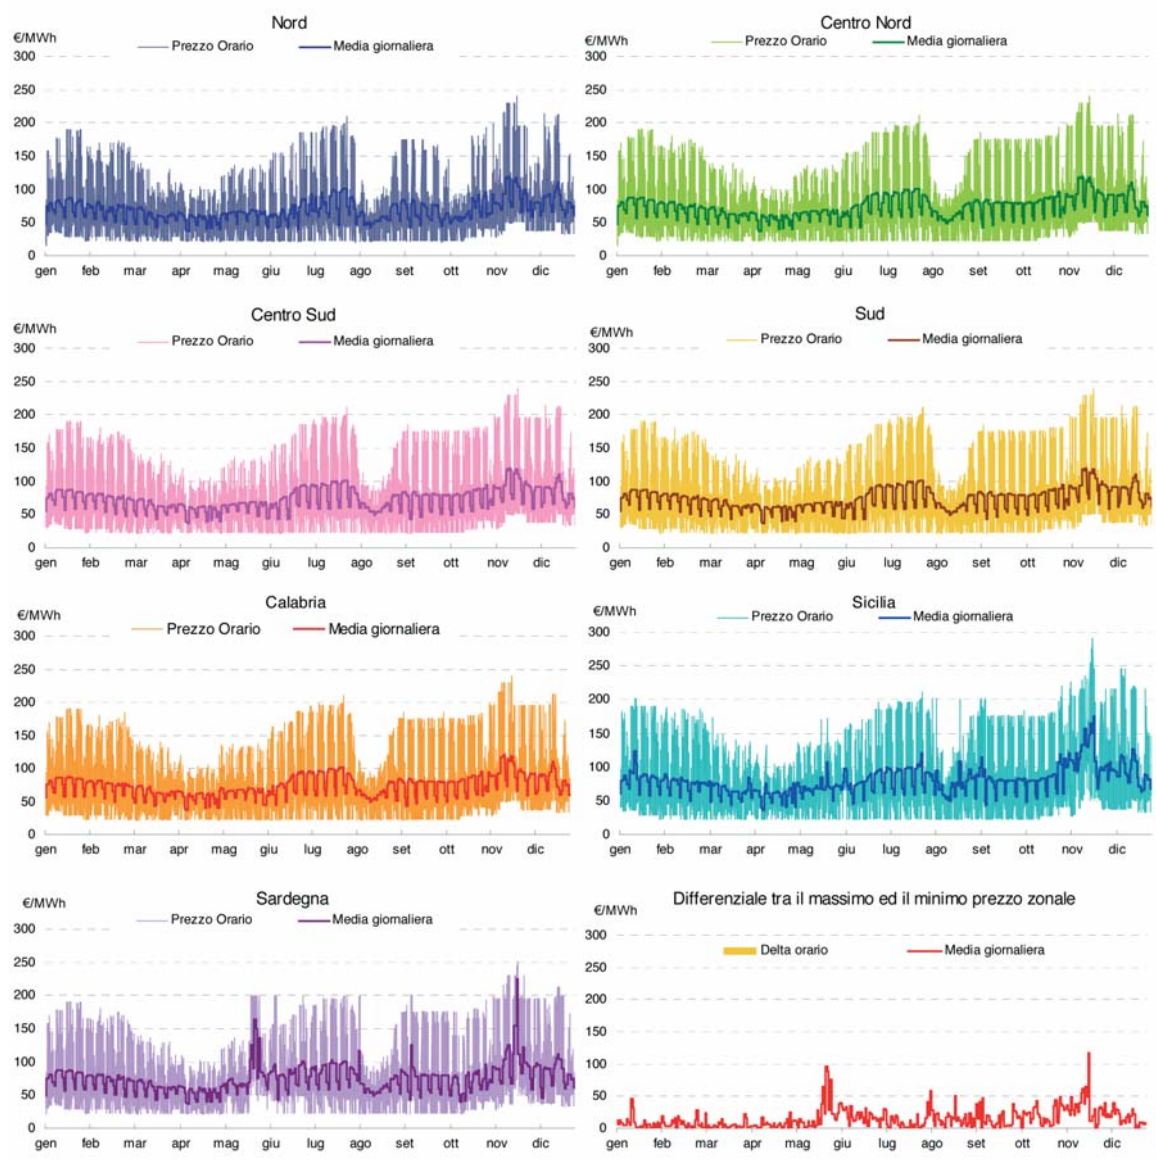 Nord
€/MWh
Prezzo Orario
Media giornaliera
300
250
200
150
100
50
0
gen feb mar apr mag giu lug ago set ott nov dic
Centro Nord
€/MWh
Prezzo Orario
Media giornaliera
300
250
200
150
100
50
0
gen feb mar apr mag giu lug ago set ott nov dic
Centro Sud
€/MWh
Prezzo Orario
Media giornaliera
300
250
200
150
100
50
0
gen feb mar apr mag giu lug ago set ott nov dic
Sud
€/MWh
Prezzo Orario
Media giornaliera
300
250
200
150
100
50
0
gen feb mar apr mag giu lug ago set ott nov dic
Calabria
€/MWh
Prezzo Orario
Media giornaliera
300
250
200
150
100
50
0
gen feb mar apr mag giu lug ago set ott nov dic
Sicilia
€/MWh
Prezzo Orario
Media giornaliera
300
250
200
150
100
50
0
gen feb mar apr mag giu lug ago set ott nov dic
Sardegna
€/MWh
Prezzo Orario
Media giornaliera
300
250
200
150
100
50
0
gen feb mar apr mag giu lug ago set ott nov dic
Differenziale tra il massimo ed il minimo prezzo zonale
€/MWh
Delta orario
Media giornaliera
300
250
200
150
100
50
0
gen feb mar apr mag giu lug ago set ott nov dic